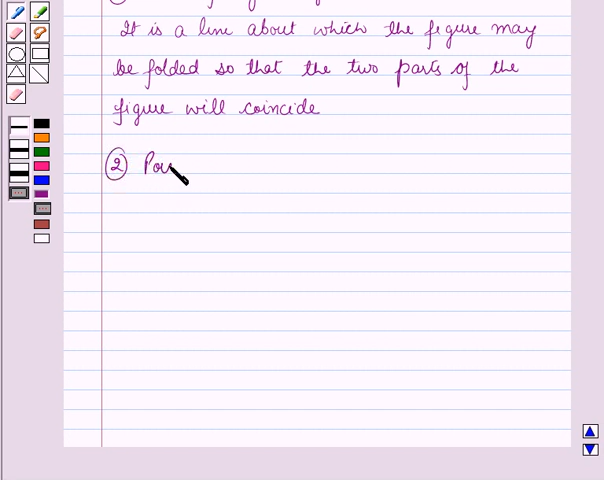 It is a line about which the figure may
be folded so that the two parts of the
figure will coincide
②